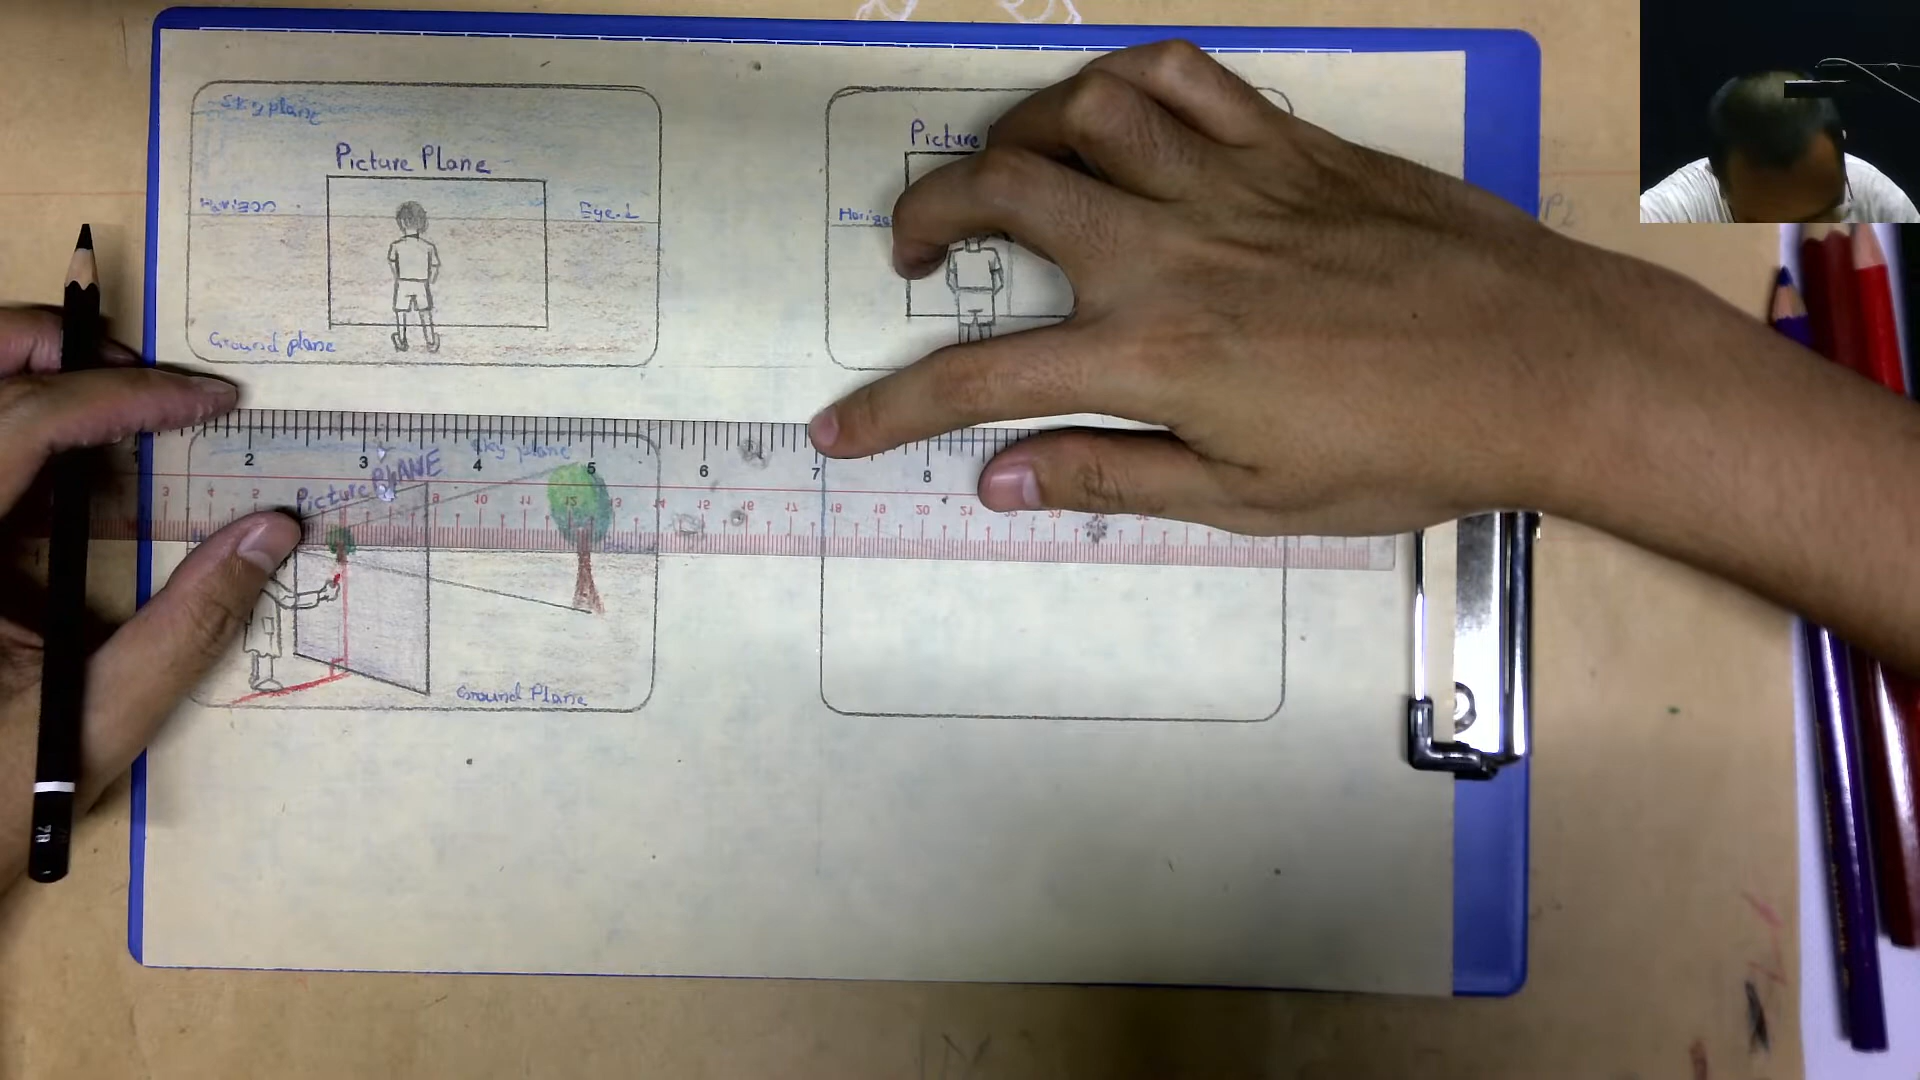 Sky plane
Picture Plane
Horizon
Eye.L
Ground plane
Picture
Sky plane
Picture PLANE
Ground Plane
2 3 4 5 6 7 8
7B